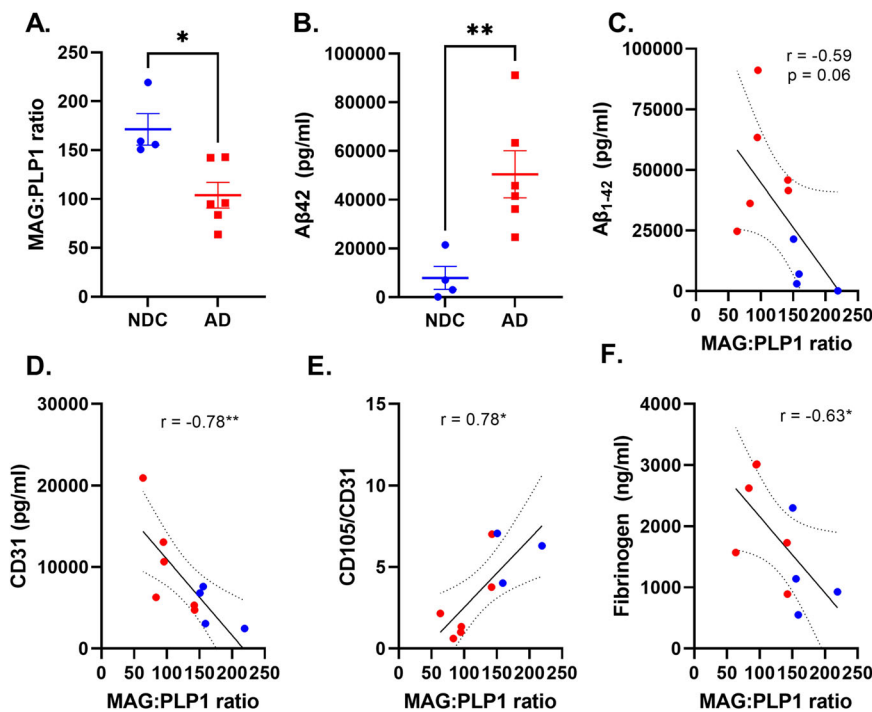 A.
*
MAG:PLP1 ratio
250
200
150
100
50
0
NDC
AD
B.
**
Aβ42 (pg/ml)
100000
80000
60000
40000
20000
0
NDC
AD
C.
r = -0.59
p = 0.06
Aβ1-42 (pg/ml)
100000
75000
50000
25000
0
0 50 100 150 200 250
MAG:PLP1 ratio
D.
r = -0.78**
CD31 (pg/ml)
30000
20000
10000
0
0 50 100 150 200 250
MAG:PLP1 ratio
E.
r = 0.78*
CD105/CD31
15
10
5
0
0 50 100 150 200 250
MAG:PLP1 ratio
F.
r = -0.63*
Fibrinogen (ng/ml)
4000
3000
2000
1000
0
0 50 100 150 200 250
MAG:PLP1 ratio